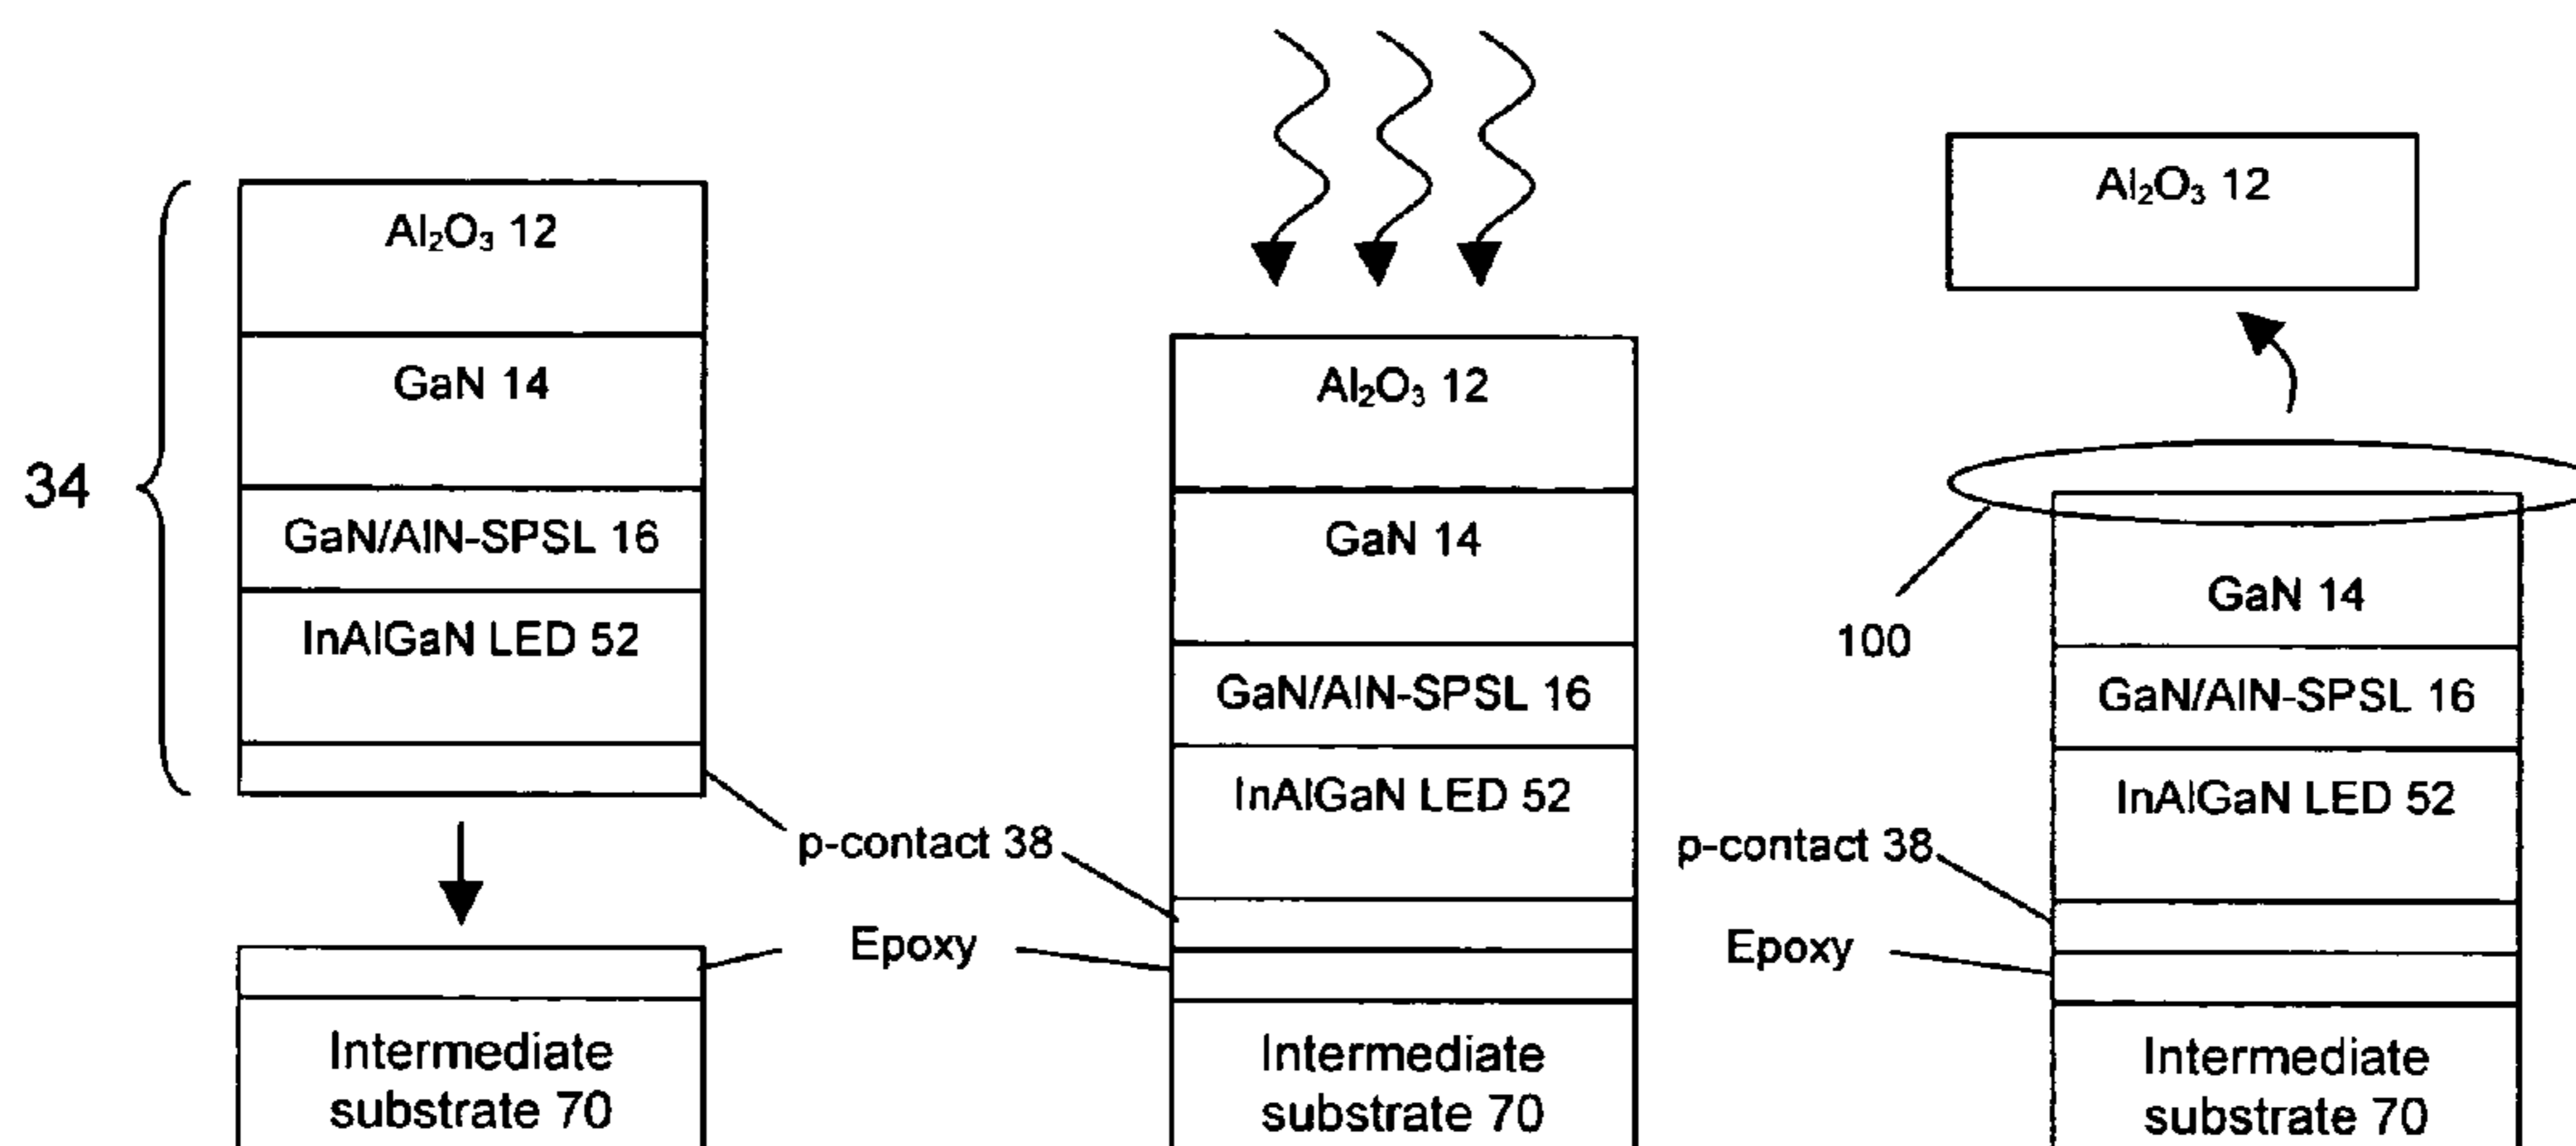 34
Al₂O₃ 12
GaN 14
GaN/AlN-SPSL 16
InAlGaN LED 52
p-contact 38
Epoxy
Intermediate
substrate 70
Al₂O₃ 12
GaN 14
GaN/AlN-SPSL 16
InAlGaN LED 52
Intermediate
substrate 70
Al₂O₃ 12
100
GaN 14
GaN/AlN-SPSL 16
InAlGaN LED 52
p-contact 38
Epoxy
Intermediate
substrate 70